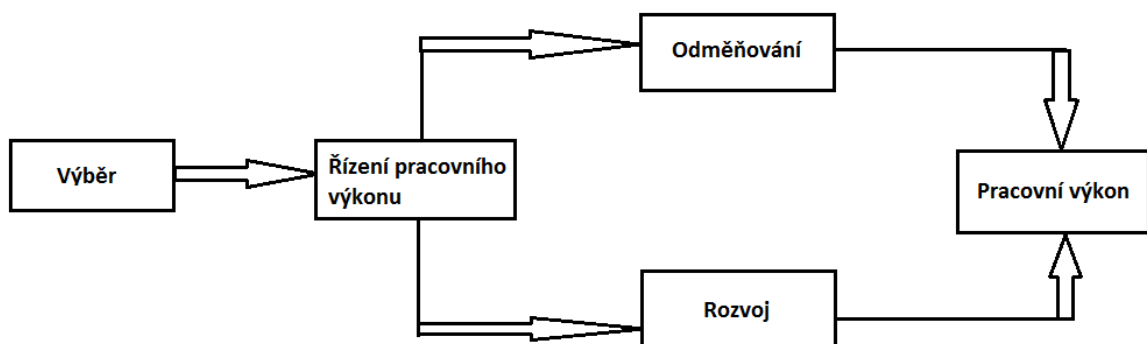 Odměňování
Výběr
Řízení pracovního
výkonu
Pracovní výkon
Rozvoj